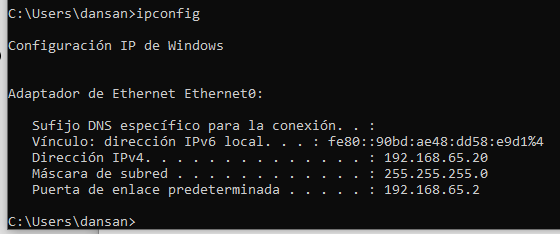 C:\Users\dansan>ipconfig
Configuración IP de Windows
Adaptador de Ethernet Ethernet0:
Sufijo DNS específico para la conexión. . :
Vínculo: dirección IPv6 local. . . : fe80::90bd:ae48:dd58:e9d1%4
Dirección IPv4. . . . . . . . . . . . . . : 192.168.65.20
Máscara de subred . . . . . . . . . . . . : 255.255.255.0
Puerta de enlace predeterminada . . . . . : 192.168.65.2
C:\Users\dansan>